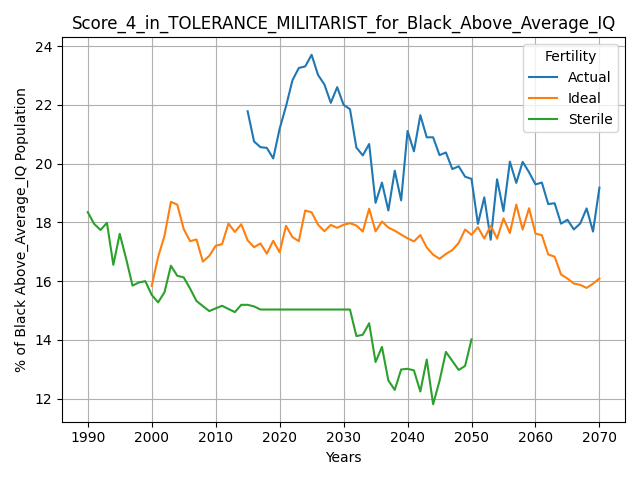 Score_4_in_TOLERANCE_MILITARIST_for_Black_Above_Average_IQ
% of Black Above_Average_IQ Population
24
22
20
18
16
14
12
Fertility
Actual
Ideal
Sterile
1990 2000 2010 2020 2030 2040 2050 2060 2070
Years